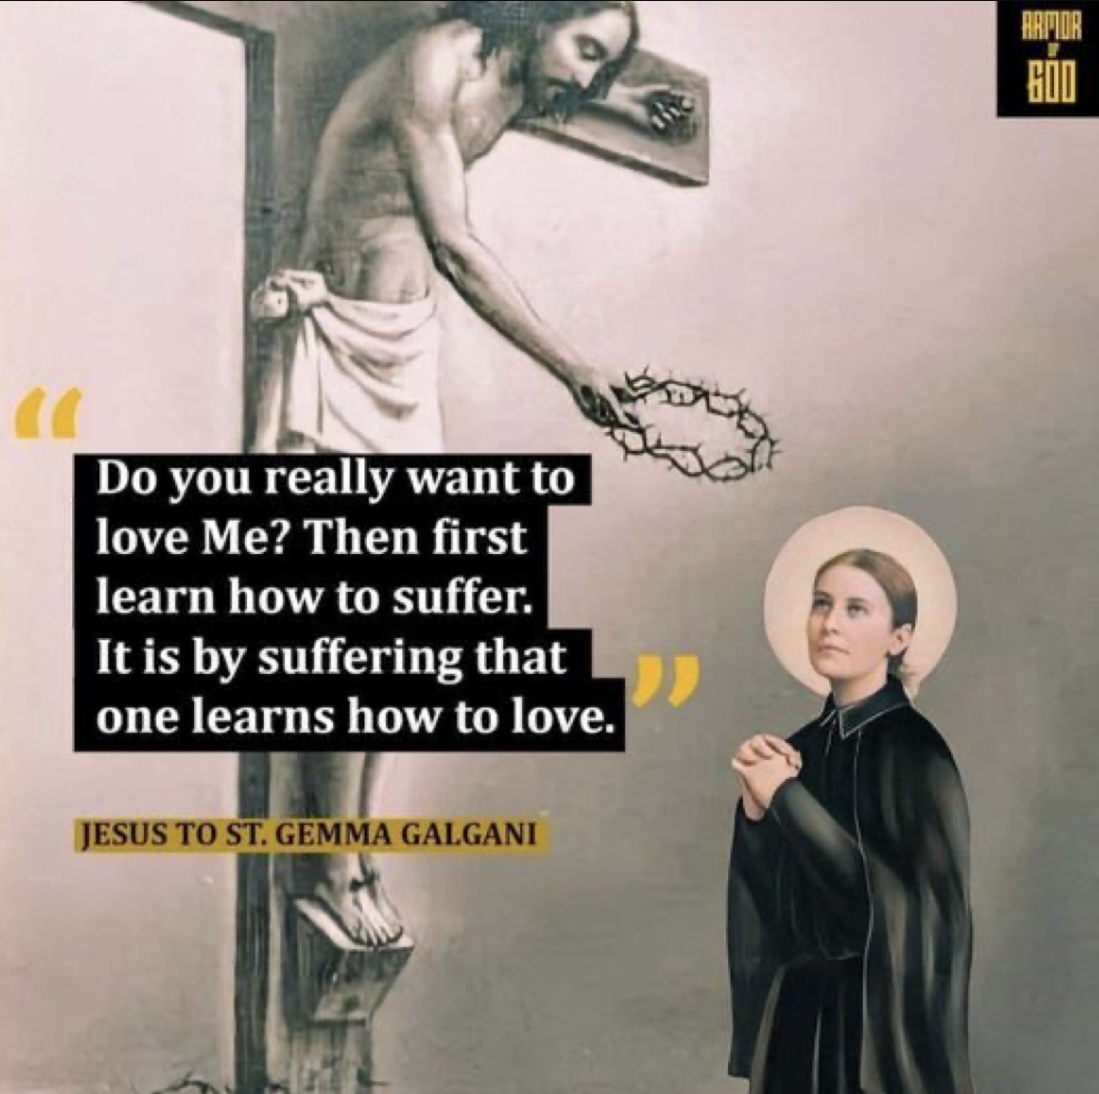 ARMOR
OF
GOD
“
Do you really want to
love Me? Then first
learn how to suffer.
It is by suffering that
one learns how to love.
”
JESUS TO ST. GEMMA GALGANI